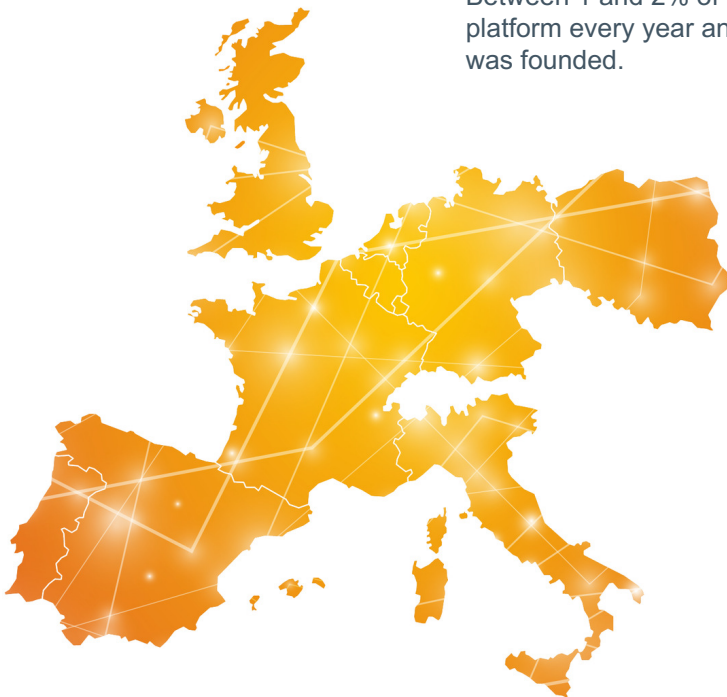 Between 1 and 2% of
platform every year an
was founded.